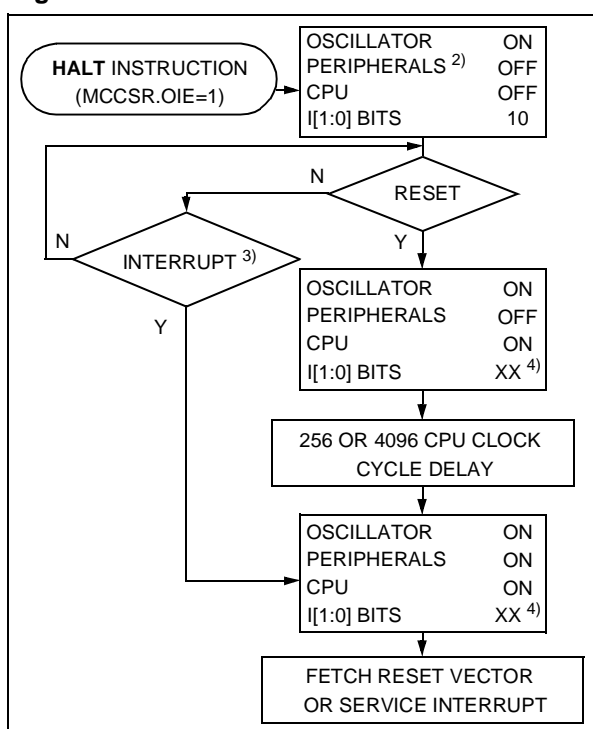 HALT INSTRUCTION
(MCCSR.OIE=1)
OSCILLATOR ON
PERIPHERALS 2) OFF
CPU OFF
I[1:0] BITS 10
N
RESET
N
INTERRUPT 3)
Y
Y
OSCILLATOR ON
PERIPHERALS OFF
CPU ON
I[1:0] BITS XX 4)
256 OR 4096 CPU CLOCK
CYCLE DELAY
OSCILLATOR ON
PERIPHERALS ON
CPU ON
I[1:0] BITS XX 4)
FETCH RESET VECTOR
OR SERVICE INTERRUPT